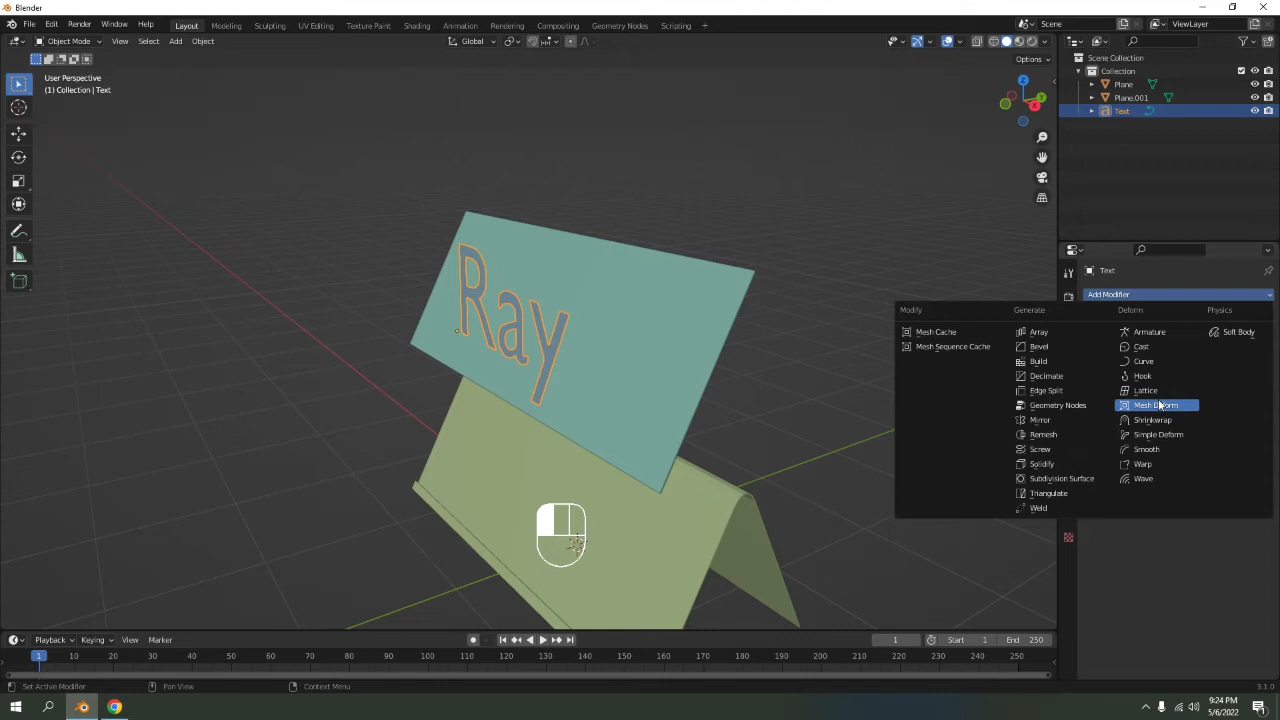 Blender
File Edit Render Window Help Layout Modeling Sculpting UV Editing Texture Paint Shading Animation Rendering Compositing Geometry Nodes Scripting + Scene ViewLayer
Object Mode View Select Add Object Global
Options
User Perspective
(1) Collection | Text
Scene Collection
Collection
Plane
Plane.001
Text
Text
Add Modifier
Modify Generate Deform Physics
Mesh Cache Array Armature Soft Body
Mesh Sequence Cache Bevel Cast
Build Curve
Decimate Hook
Edge Split Lattice
Geometry Nodes Mesh Deform
Mirror Shrinkwrap
Remesh Simple Deform
Screw Smooth
Solidify Warp
Subdivision Surface Wave
Triangulate
Weld
Ray
X Y Z
Playback Keying View Marker 1 Start 1 End 250
1 10 20 30 40 50 60 70 80 90 100 110 120 130 140 150 160 170 180 190 200 210 220 230 240 250
Set Active Modifier Pan View Context Menu 3.1.0
9:24 PM
5/6/2022